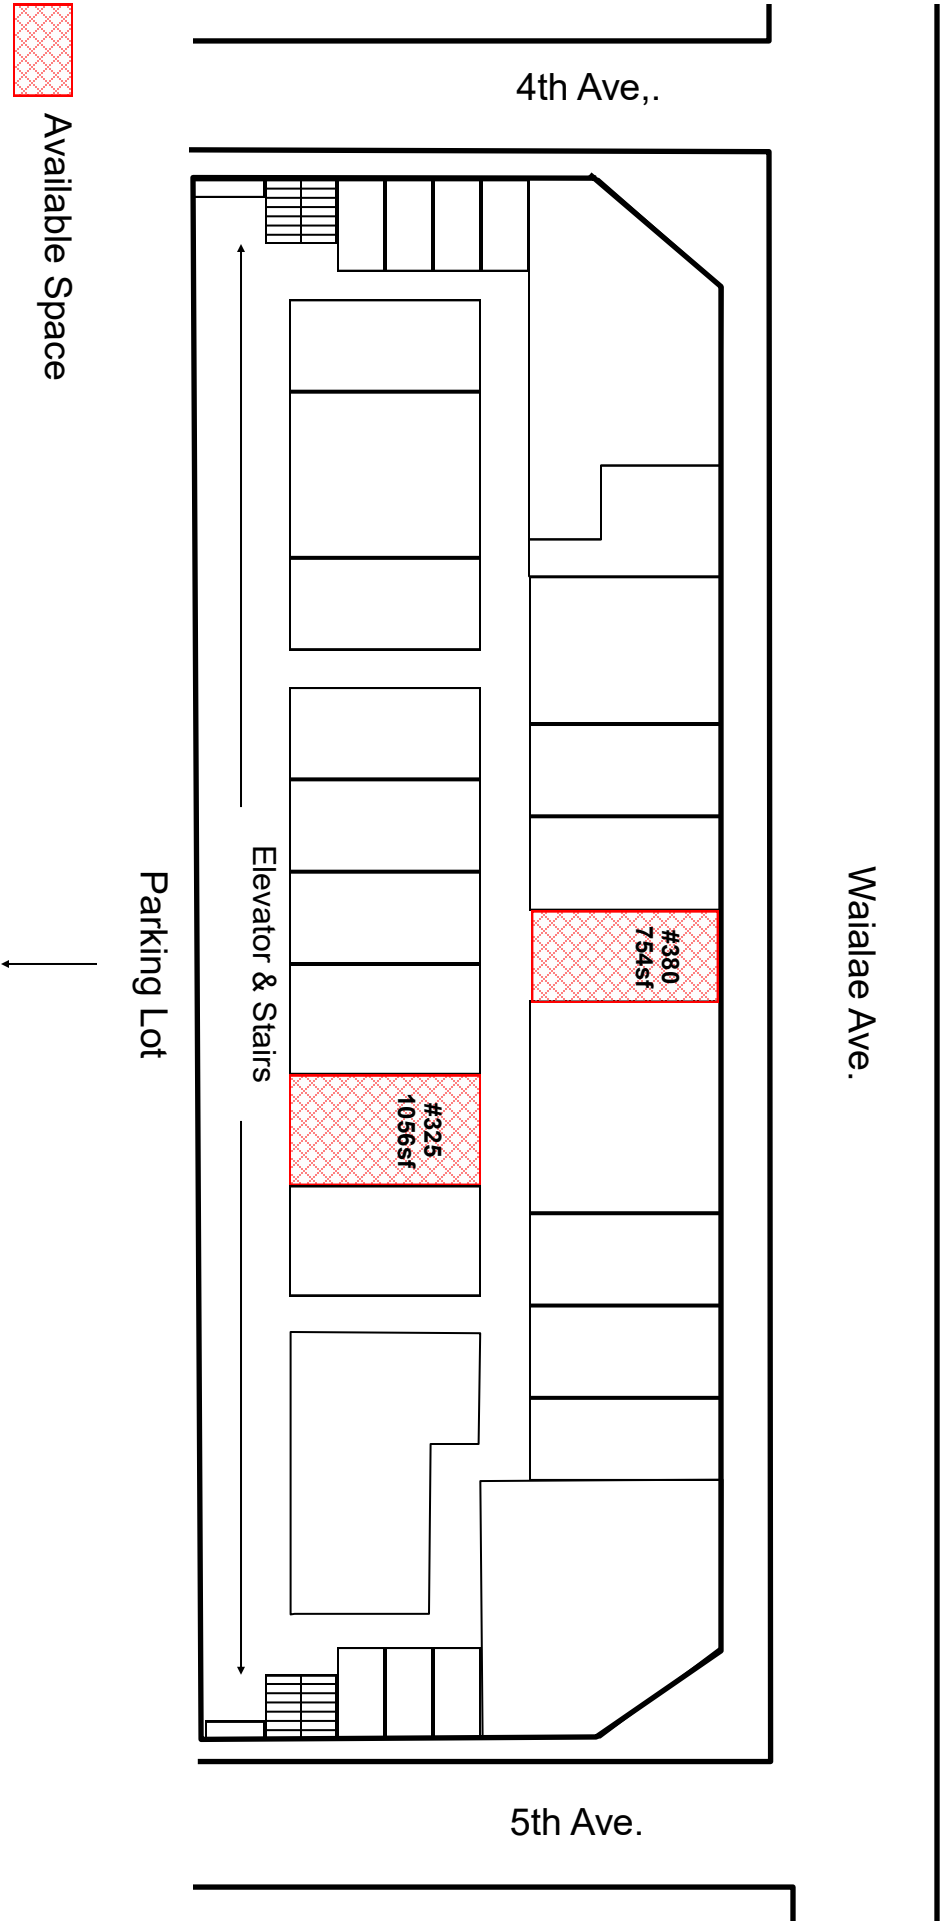 4th Ave,.
Available Space
Waialae Ave.
#380
754sf
Elevator & Stairs
Parking Lot
#325
1056sf
5th Ave.